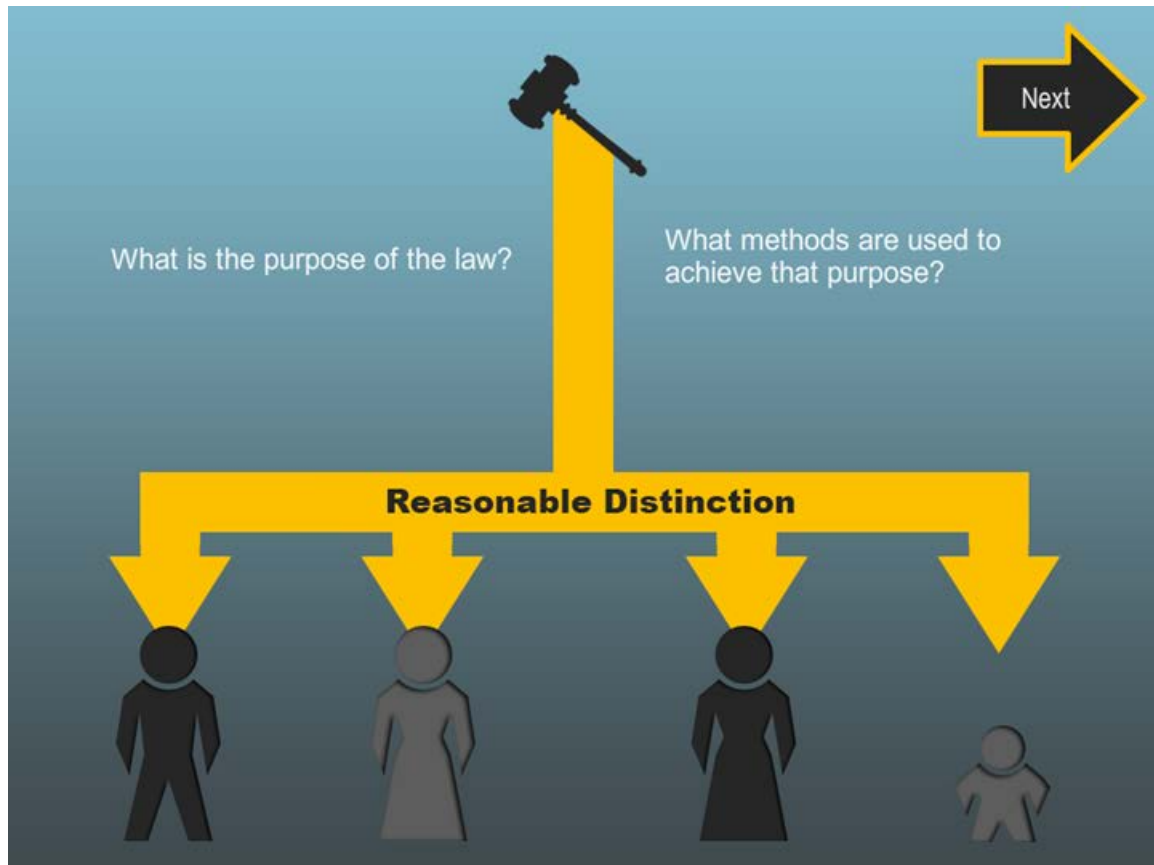 Next
What is the purpose of the law?
What methods are used to
achieve that purpose?
Reasonable Distinction